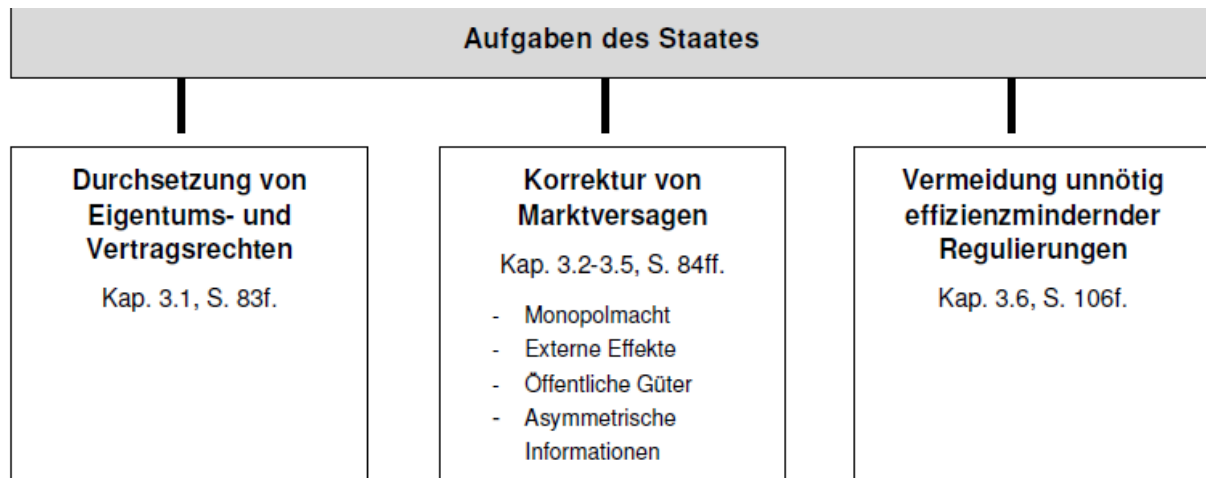 Aufgaben des Staates
Durchsetzung von
Eigentums- und
Vertragsrechten
Kap. 3.1, S. 83f.
Korrektur von
Marktversagen
Kap. 3.2-3.5, S. 84ff.
- Monopolmacht
- Externe Effekte
- Öffentliche Güter
- Asymmetrische
Informationen
Vermeidung unnötig
effizienzmindernder
Regulierungen
Kap. 3.6, S. 106f.